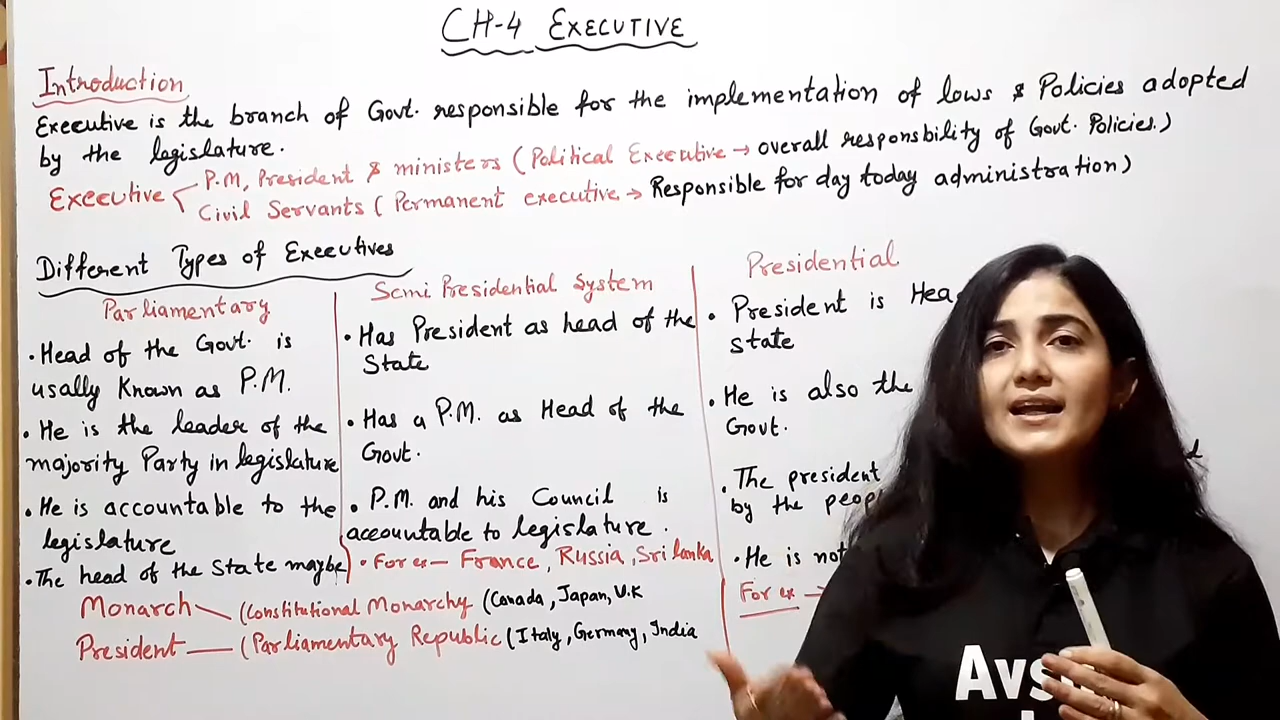 CH-4 EXECUTIVE
Introduction
Executive is the branch of Govt. responsible for the implementation of lows & Policies adopted
by the legislature.
Executive
P.M, President & ministers (Political Executive → overall responsbility of Govt. Policies.)
Civil Servants (Permanent executive → Responsible for day today administration)
Different Types of Executives
Parliamentary
• Head of the Govt. is
usally Known as P.M.
• He is the leader of the
majority Party in legislature
• He is accountable to the
legislature
• The head of the State maybe
Monarch — (Constitutional Monarchy (Canada, Japan, U.K
President — (Parliamentary Republic (Italy, Germany, India
Semi Presidential System
• Has President as head of the
State
• Has a P.M. as Head of the
Govt.
• P.M. and his Council is
accountable to legislature.
• For ex— France, Russia, Sri lanka
Presidential
• President is
State
• He is also the
Govt.
• The president
by the
• He is not
For ex →